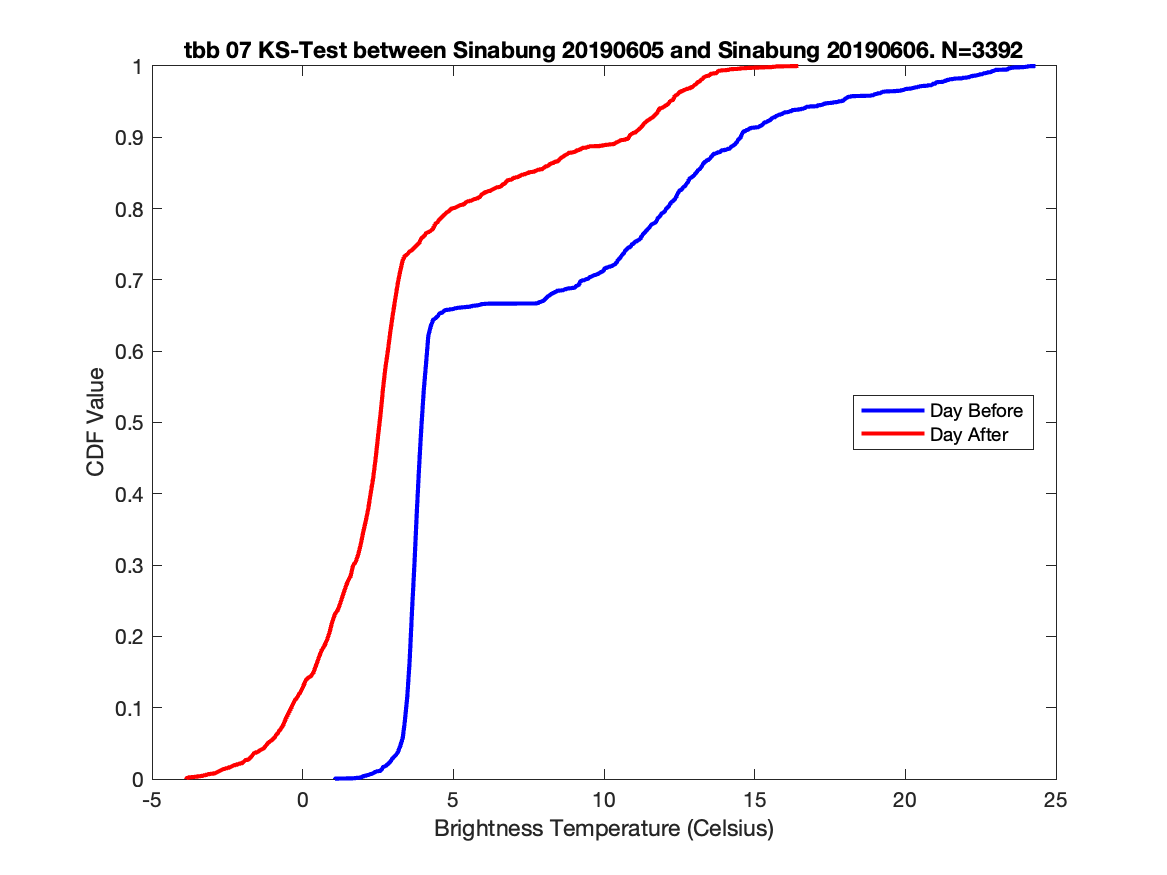 tbb 07 KS-Test between Sinabung 20190605 and Sinabung 20190606. N=3392
1
0.9
0.8
0.7
0.6
0.5
0.4
0.3
0.2
0.1
0
CDF Value
Day Before
Day After
-5 0 5 10 15 20 25
Brightness Temperature (Celsius)